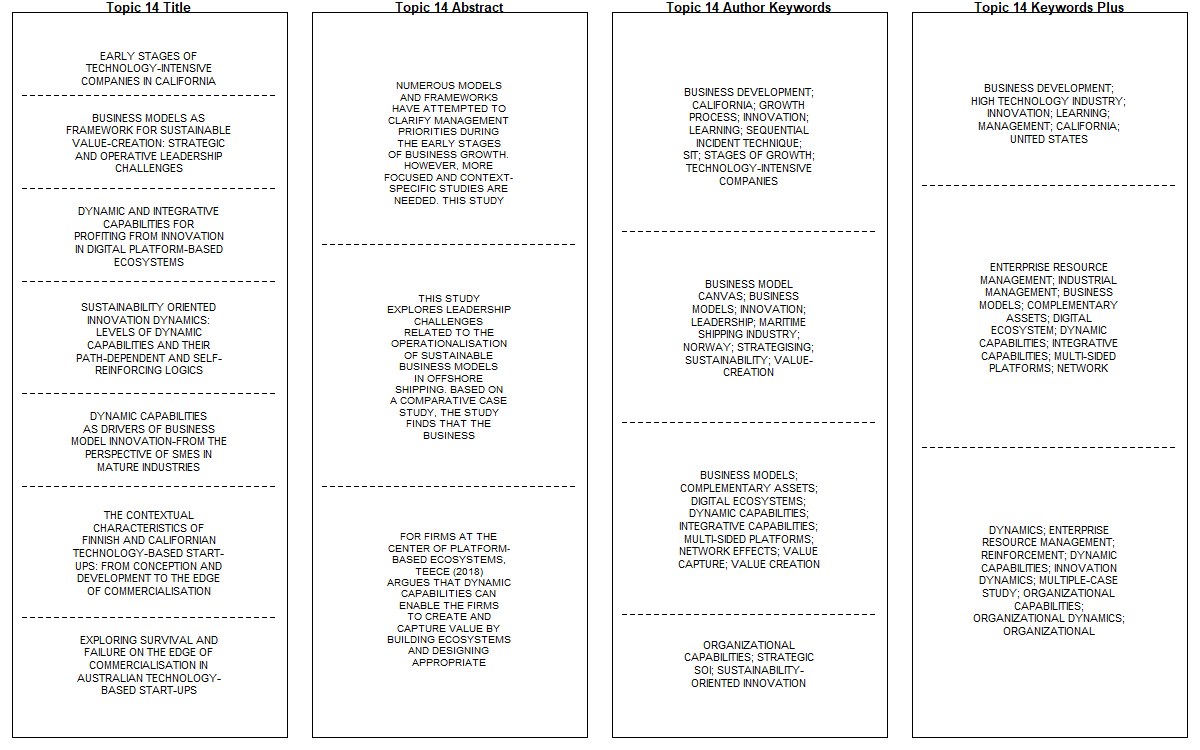 Topic 14 Title
EARLY STAGES OF
TECHNOLOGY-INTENSIVE
COMPANIES IN CALIFORNIA
BUSINESS MODELS AS
FRAMEWORK FOR SUSTAINABLE
VALUE-CREATION: STRATEGIC
AND OPERATIVE LEADERSHIP
CHALLENGES
DYNAMIC AND INTEGRATIVE
CAPABILITIES FOR
PROFITING FROM INNOVATION
IN DIGITAL PLATFORM-BASED
ECOSYSTEMS
SUSTAINABILITY ORIENTED
INNOVATION DYNAMICS:
LEVELS OF DYNAMIC
CAPABILITIES AND THEIR
PATH-DEPENDENT AND SELF-
REINFORCING LOGICS
DYNAMIC CAPABILITIES
AS DRIVERS OF BUSINESS
MODEL INNOVATION-FROM THE
PERSPECTIVE OF SMES IN
MATURE INDUSTRIES
THE CONTEXTUAL
CHARACTERISTICS OF
FINNISH AND CALIFORNIAN
TECHNOLOGY-BASED START-
UPS: FROM CONCEPTION AND
DEVELOPMENT TO THE EDGE
OF COMMERCIALISATION
EXPLORING SURVIVAL AND
FAILURE ON THE EDGE OF
COMMERCIALISATION IN
AUSTRALIAN TECHNOLOGY-
BASED START-UPS
Topic 14 Abstract
NUMEROUS MODELS
AND FRAMEWORKS
HAVE ATTEMPTED TO
CLARIFY MANAGEMENT
PRIORITIES DURING
THE EARLY STAGES
OF BUSINESS GROWTH.
HOWEVER, MORE
FOCUSED AND CONTEXT-
SPECIFIC STUDIES ARE
NEEDED. THIS STUDY
THIS STUDY
EXPLORES LEADERSHIP
CHALLENGES
RELATED TO THE
OPERATIONALISATION
OF SUSTAINABLE
BUSINESS MODELS
IN OFFSHORE
SHIPPING. BASED ON
A COMPARATIVE CASE
STUDY, THE STUDY
FINDS THAT THE
BUSINESS
FOR FIRMS AT THE
CENTER OF PLATFORM-
BASED ECOSYSTEMS,
TEECE (2018)
ARGUES THAT DYNAMIC
CAPABILITIES CAN
ENABLE THE FIRMS
TO CREATE AND
CAPTURE VALUE BY
BUILDING ECOSYSTEMS
AND DESIGNING
APPROPRIATE
Topic 14 Author Keywords
BUSINESS DEVELOPMENT;
CALIFORNIA; GROWTH
PROCESS; INNOVATION;
LEARNING; SEQUENTIAL
INCIDENT TECHNIQUE;
SIT; STAGES OF GROWTH;
TECHNOLOGY-INTENSIVE
COMPANIES
BUSINESS MODEL
CANVAS; BUSINESS
MODELS; INNOVATION;
LEADERSHIP; MARITIME
SHIPPING INDUSTRY;
NORWAY; STRATEGISING;
SUSTAINABILITY; VALUE-
CREATION
BUSINESS MODELS;
COMPLEMENTARY ASSETS;
DIGITAL ECOSYSTEMS;
DYNAMIC CAPABILITIES;
INTEGRATIVE CAPABILITIES;
MULTI-SIDED PLATFORMS;
NETWORK EFFECTS; VALUE
CAPTURE; VALUE CREATION
ORGANIZATIONAL
CAPABILITIES; STRATEGIC
SOI; SUSTAINABILITY-
ORIENTED INNOVATION
Topic 14 Keywords Plus
BUSINESS DEVELOPMENT;
HIGH TECHNOLOGY INDUSTRY;
INNOVATION; LEARNING;
MANAGEMENT; CALIFORNIA;
UNITED STATES
ENTERPRISE RESOURCE
MANAGEMENT; INDUSTRIAL
MANAGEMENT; BUSINESS
MODELS; COMPLEMENTARY
ASSETS; DIGITAL
ECOSYSTEM; DYNAMIC
CAPABILITIES; INTEGRATIVE
CAPABILITIES; MULTI-SIDED
PLATFORMS; NETWORK
DYNAMICS; ENTERPRISE
RESOURCE MANAGEMENT;
REINFORCEMENT; DYNAMIC
CAPABILITIES; INNOVATION
DYNAMICS; MULTIPLE-CASE
STUDY; ORGANIZATIONAL
CAPABILITIES;
ORGANIZATIONAL DYNAMICS;
ORGANIZATIONAL